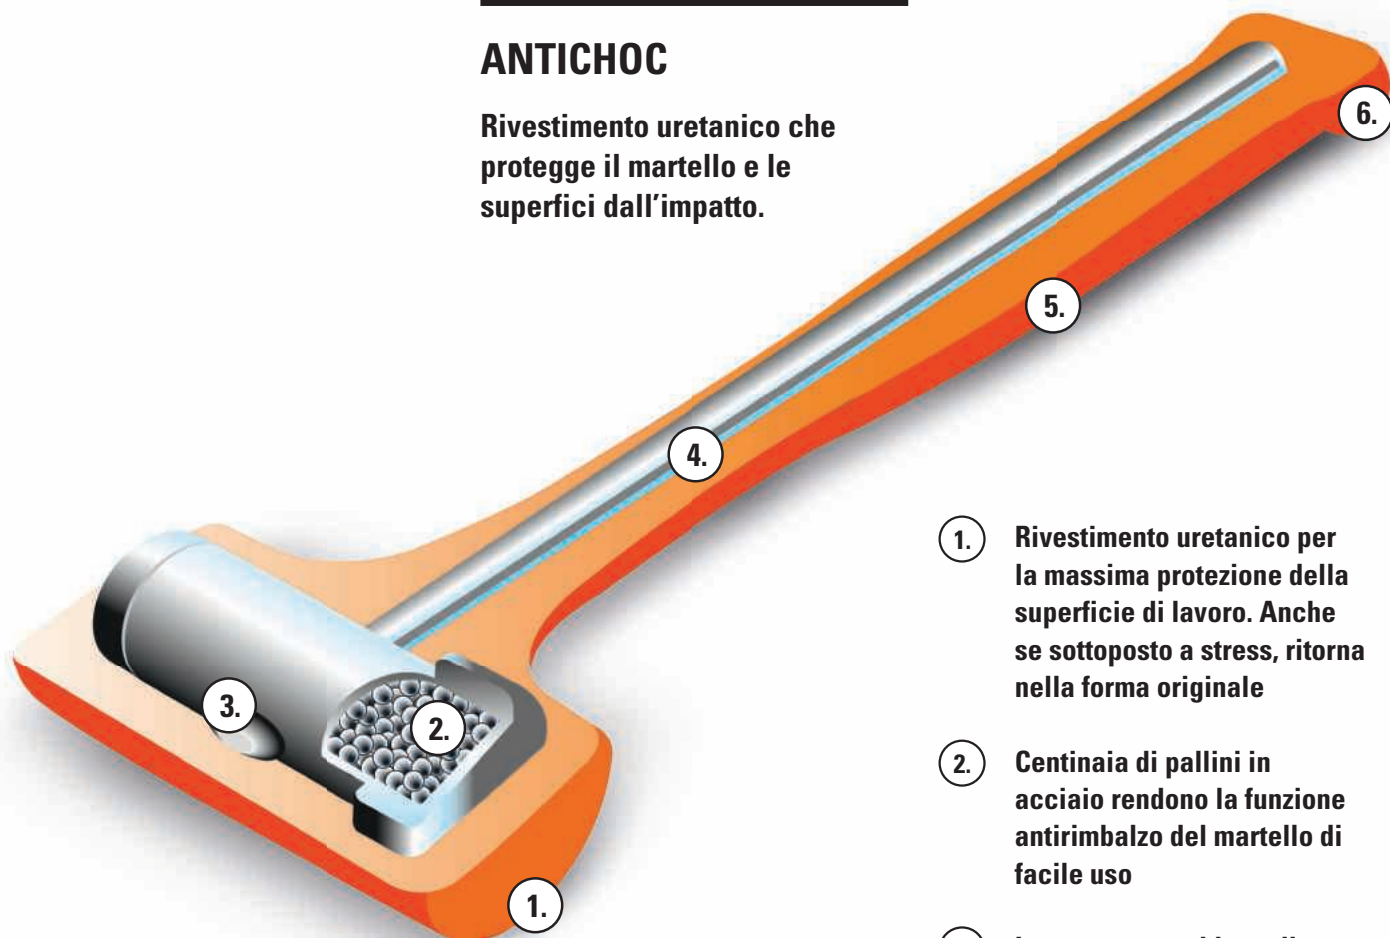 ANTICHOC
Rivestimento uretanico che
protegge il martello e le
superfici dall'impatto.
6.
5.
4.
3.
2.
1.
1. Rivestimento uretanico per
la massima protezione della
superficie di lavoro. Anche
se sottoposto a stress, ritorna
nella forma originale
2. Centinaia di pallini in
acciaio rendono la funzione
antirimbalzo del martello di
facile uso